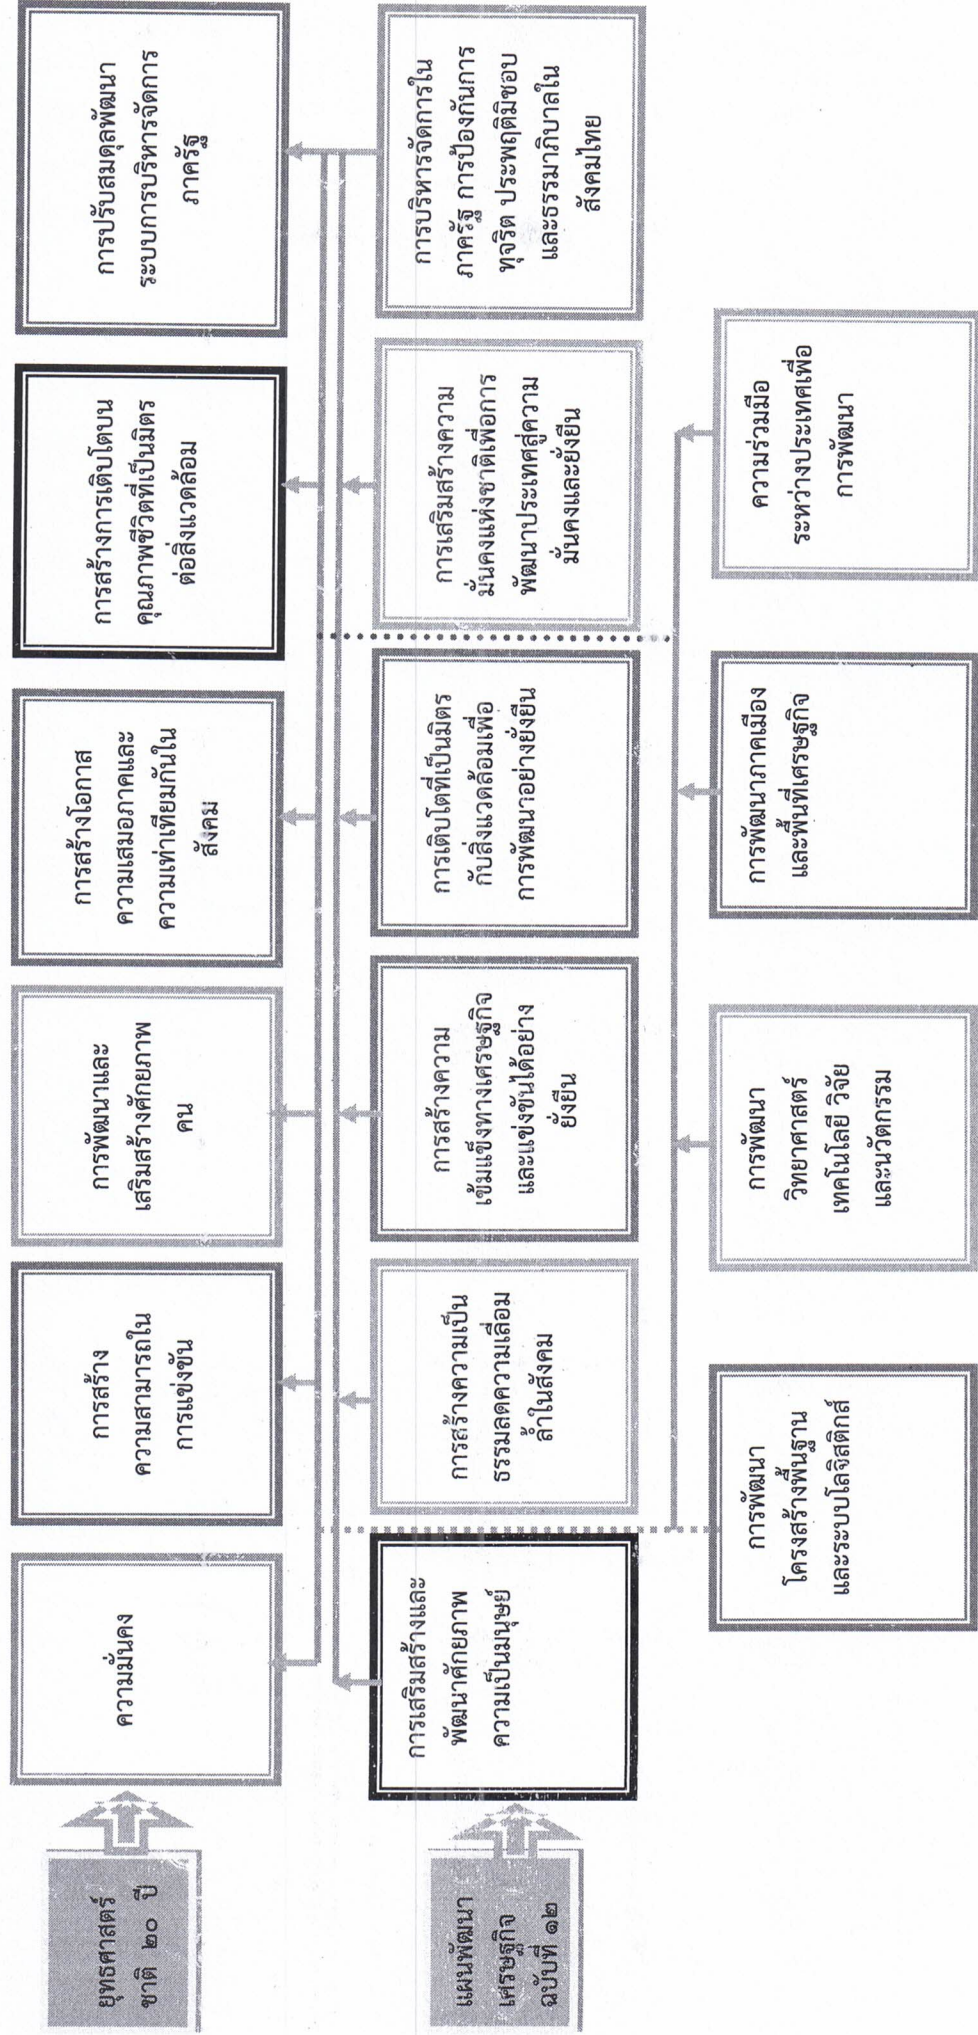 ยุทธศาสตร์
ชาติ ๒๐ ปี
ความมั่นคง
การสร้าง
ความสามารถใน
การแข่งขัน
การพัฒนาและ
เสริมสร้างศักยภาพ
คน
การสร้างโอกาส
ความเสมอภาคและ
ความเท่าเทียมกันใน
สังคม
การสร้างการเติบโตบน
คุณภาพชีวิตที่เป็นมิตร
ต่อสิ่งแวดล้อม
การปรับสมดุลพัฒนา
ระบบการบริหารจัดการ
ภาครัฐ
แผนพัฒนา
เศรษฐกิจ
ฉบับที่ ๑๒
การเสริมสร้างและ
พัฒนาศักยภาพ
ความเป็นมนุษย์
การสร้างความเป็น
ธรรมลดความเลื่อม
ล้ำในสังคม
การสร้างความ
เข้มแข็งทางเศรษฐกิจ
และแข่งขันได้อย่าง
ยั่งยืน
การเติบโตที่เป็นมิตร
กับสิ่งแวดล้อมเพื่อ
การพัฒนาอย่างยั่งยืน
การเสริมสร้างความ
มั่นคงแห่งชาติเพื่อการ
พัฒนาประเทศสู่ความ
มั่นคงและยั่งยืน
การบริหารจัดการใน
ภาครัฐ การป้องกันการ
ทุจริต ประพฤติมิชอบ
และธรรมาภิบาลใน
สังคมไทย
การพัฒนา
โครงสร้างพื้นฐาน
และระบบโลจิสติกส์
การพัฒนา
วิทยาศาสตร์
เทคโนโลยี วิจัย
และนวัตกรรม
การพัฒนาภาคเมือง
และพื้นที่เศรษฐกิจ
ความร่วมมือ
ระหว่างประเทศเพื่อ
การพัฒนา